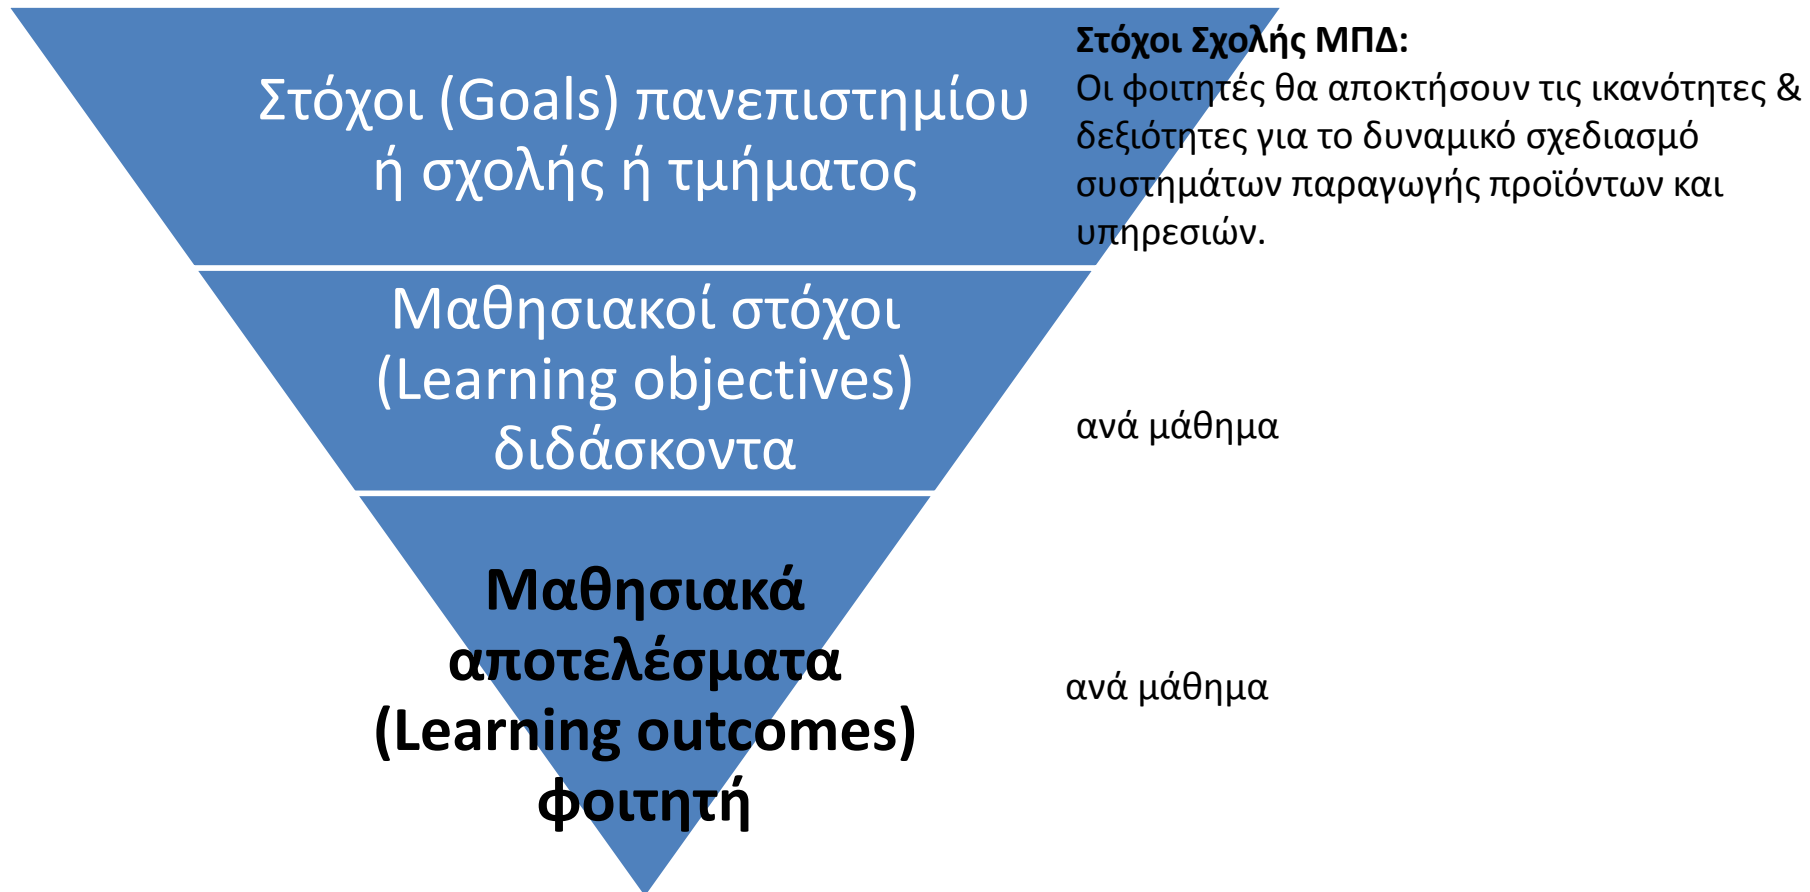 Στόχοι (Goals) πανεπιστημίου
ή σχολής ή τμήματος
Στόχοι Σχολής ΜΠΔ:
Οι φοιτητές θα αποκτήσουν τις ικανότητες &
δεξιότητες για το δυναμικό σχεδιασμό
συστημάτων παραγωγής προϊόντων και
υπηρεσιών.
Μαθησιακοί στόχοι
(Learning objectives)
διδάσκοντα
ανά μάθημα
Μαθησιακά
αποτελέσματα
(Learning outcomes)
φοιτητή
ανά μάθημα